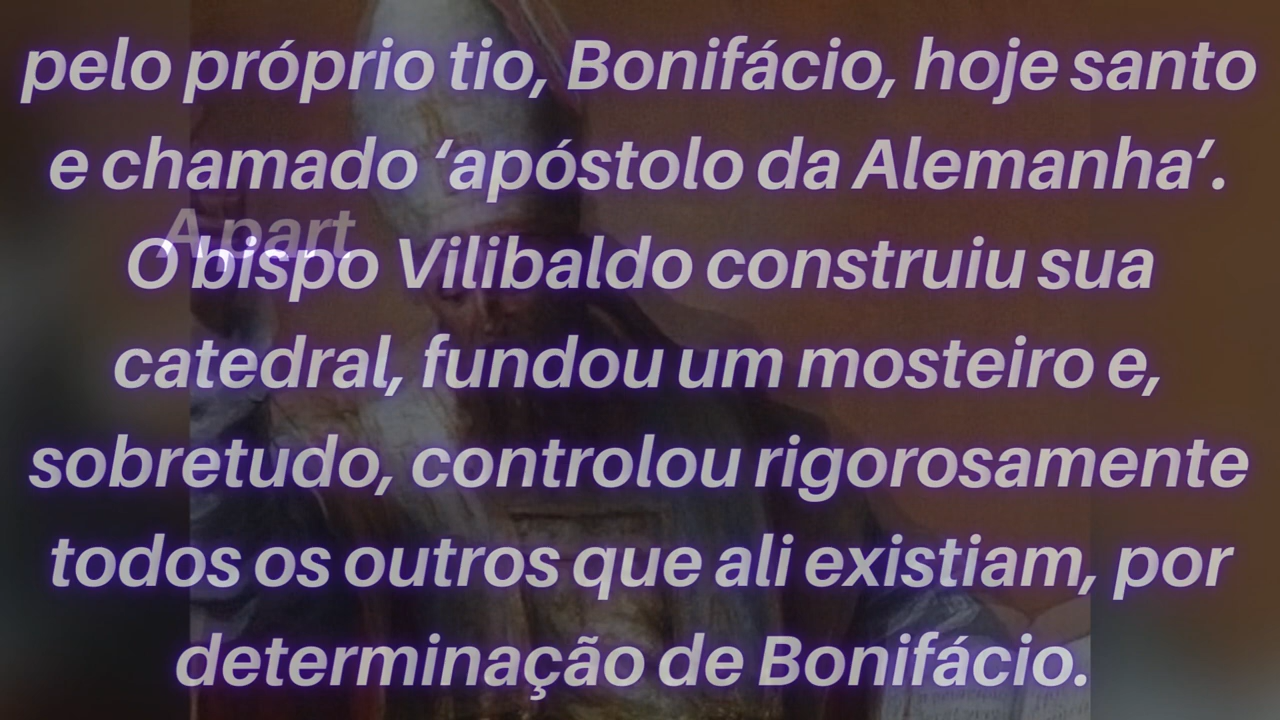 pelo próprio tio, Bonifácio, hoje santo
e chamado ‘apóstolo da Alemanha’.
A part
O bispo Vilibaldo construiu sua
catedral, fundou um mosteiro e,
sobretudo, controlou rigorosamente
todos os outros que ali existiam, por
determinação de Bonifácio.